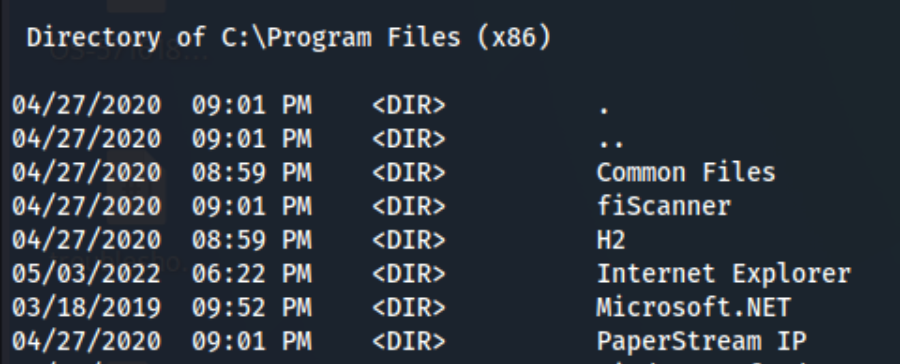 Directory of C:\Program Files (x86)
04/27/2020  09:01 PM    <DIR>          .
04/27/2020  09:01 PM    <DIR>          ..
04/27/2020  08:59 PM    <DIR>          Common Files
04/27/2020  09:01 PM    <DIR>          fiScanner
04/27/2020  08:59 PM    <DIR>          H2
05/03/2022  06:22 PM    <DIR>          Internet Explorer
03/18/2019  09:52 PM    <DIR>          Microsoft.NET
04/27/2020  09:01 PM    <DIR>          PaperStream IP